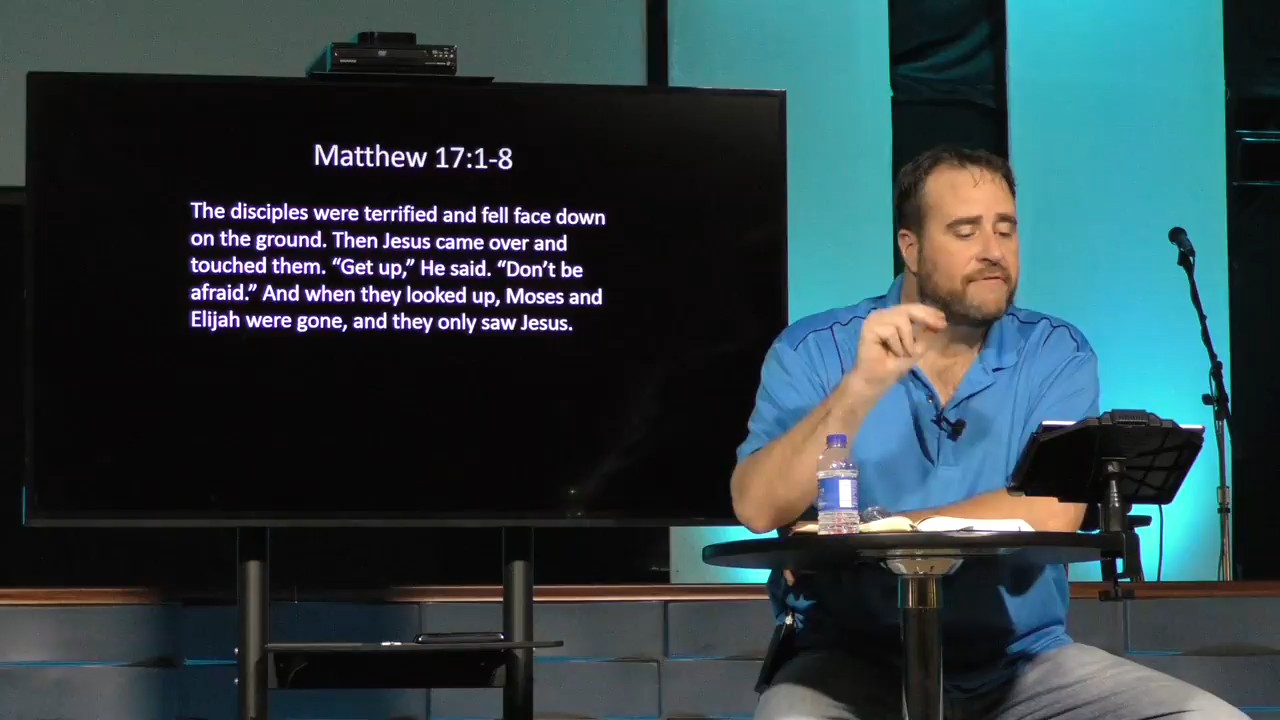 Matthew 17:1-8
The disciples were terrified and fell face down
on the ground. Then Jesus came over and
touched them. “Get up,” He said. “Don’t be
afraid.” And when they looked up, Moses and
Elijah were gone, and they only saw Jesus.